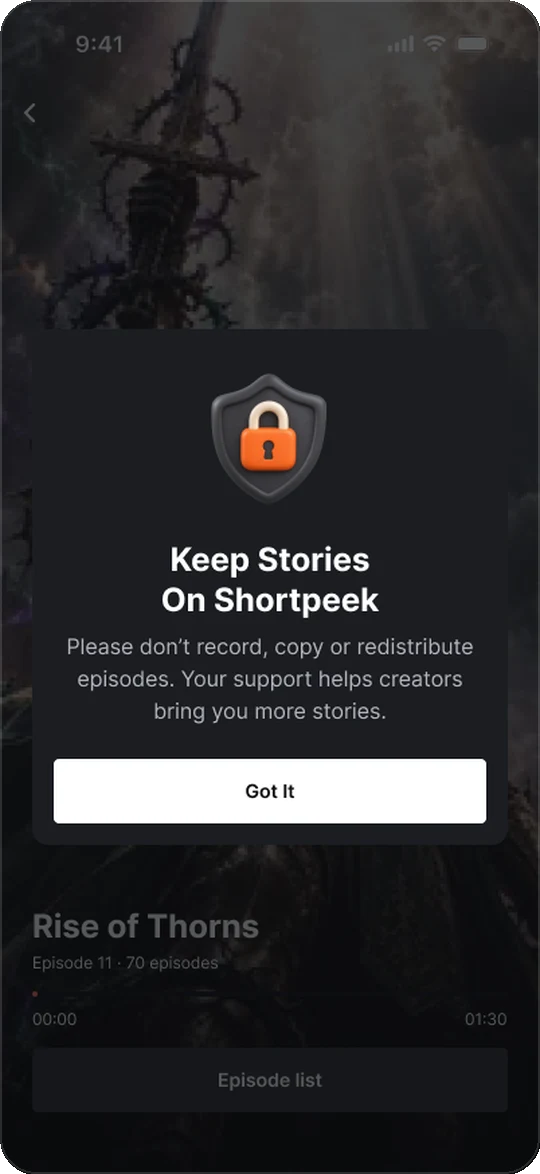 9:41
Keep Stories
On Shortpeek
Please don’t record, copy or redistribute
episodes. Your support helps creators
bring you more stories.
Got It
Rise of Thorns
Episode 11 · 70 episodes
00:00 01:30
Episode list